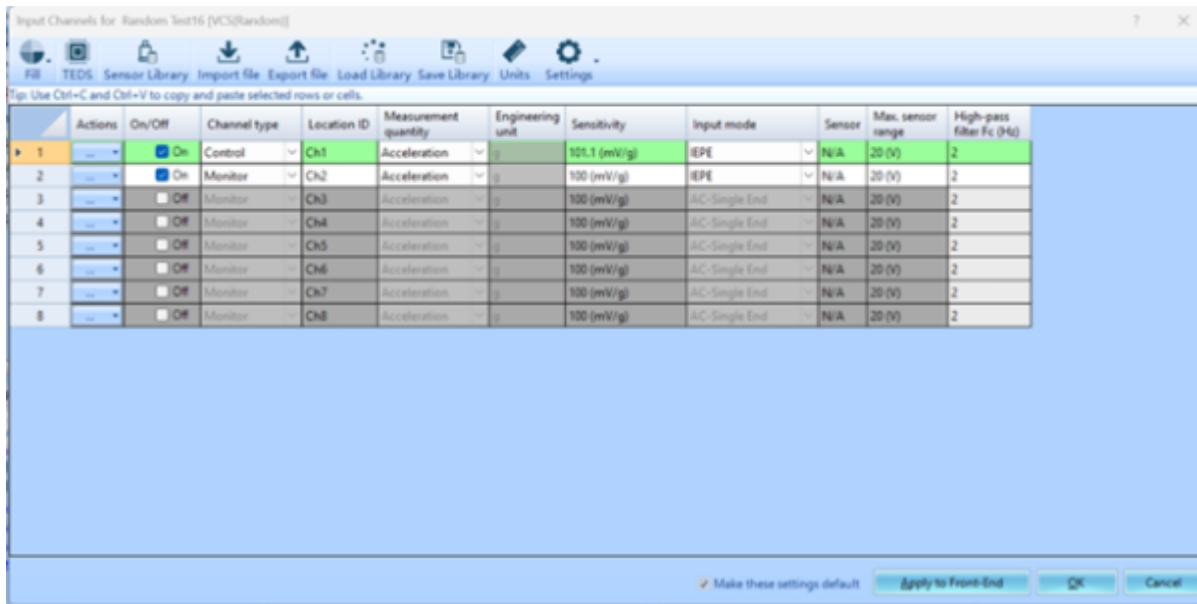 Input Channels for Random Test16 [VCS(Random)]
Fill TEDS Sensor Library Import file Export file Load Library Save Library Units Settings
Tip: Use Ctrl+C and Ctrl+V to copy and paste selected rows or cells.
Actions On/Off Channel type Location ID Measurement quantity Engineering unit Sensitivity Input mode Sensor Max. sensor range High-pass filter Fc (Hz)
1 ... On Control Ch1 Acceleration g 101.1 (mV/g) IEPE N/A 20 (V) 2
2 ... On Monitor Ch2 Acceleration g 100 (mV/g) IEPE N/A 20 (V) 2
3 ... Off Monitor Ch3 Acceleration g 100 (mV/g) AC-Single End N/A 20 (V) 2
4 ... Off Monitor Ch4 Acceleration g 100 (mV/g) AC-Single End N/A 20 (V) 2
5 ... Off Monitor Ch5 Acceleration g 100 (mV/g) AC-Single End N/A 20 (V) 2
6 ... Off Monitor Ch6 Acceleration g 100 (mV/g) AC-Single End N/A 20 (V) 2
7 ... Off Monitor Ch7 Acceleration g 100 (mV/g) AC-Single End N/A 20 (V) 2
8 ... Off Monitor Ch8 Acceleration g 100 (mV/g) AC-Single End N/A 20 (V) 2
Make these settings default Apply to Front-End OK Cancel